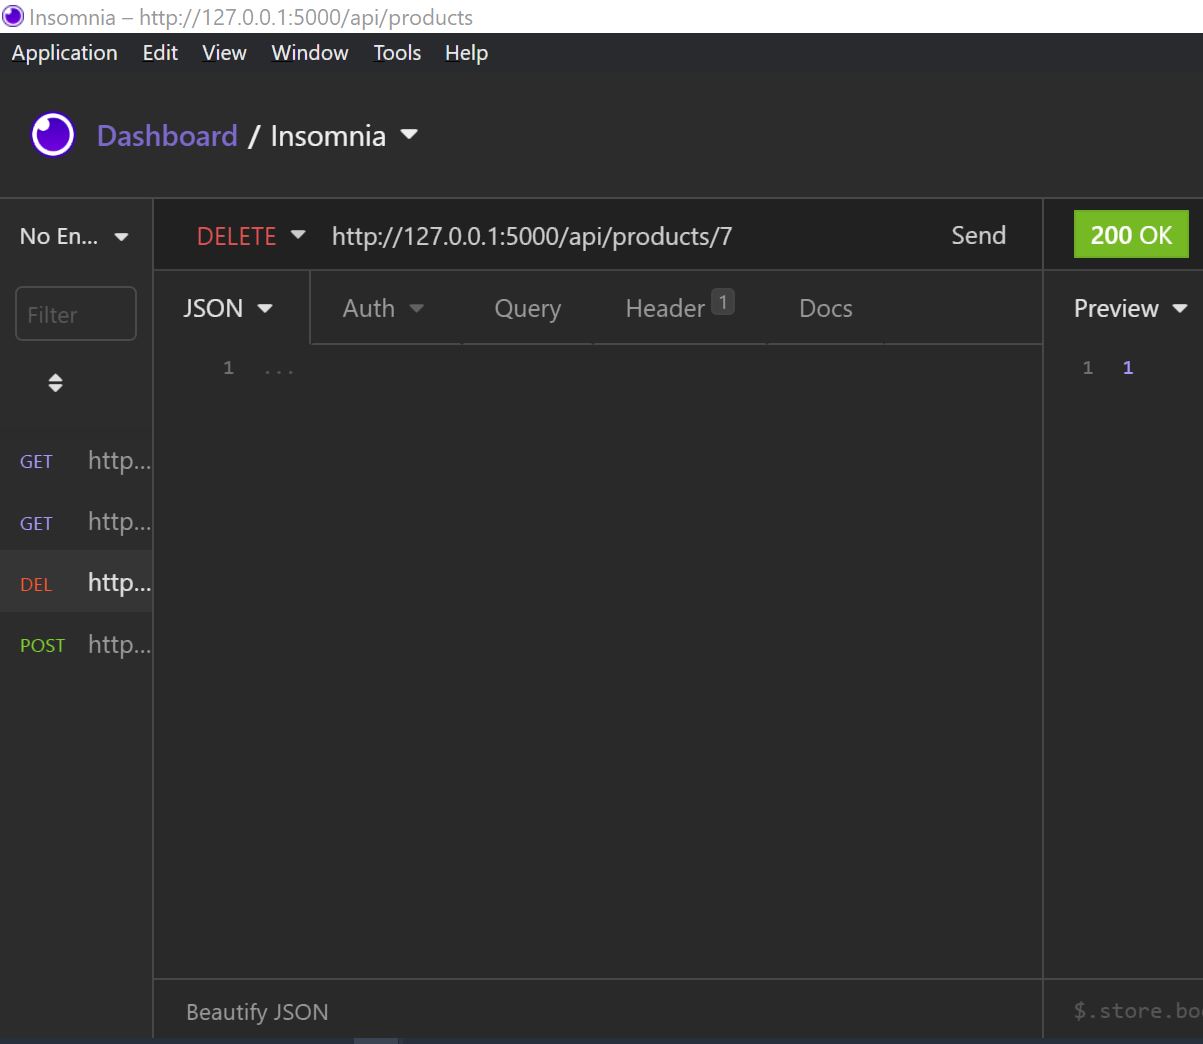 Insomnia – http://127.0.0.1:5000/api/products
Application Edit View Window Tools Help
Dashboard / Insomnia
No En...
DELETE http://127.0.0.1:5000/api/products/7 Send
200 OK
Filter
JSON Auth Query Header 1 Docs
Preview
1 ...
1 1
GET http...
GET http...
DEL http...
POST http...
Beautify JSON
$.store.boo